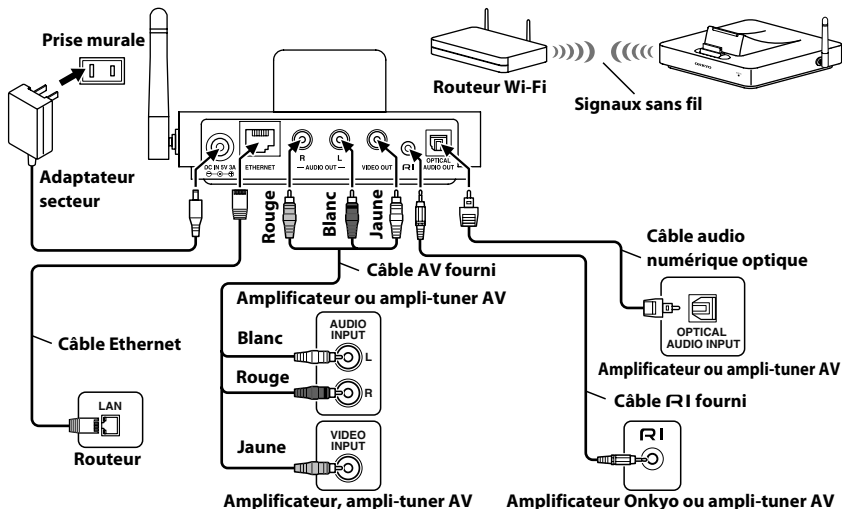 Prise murale
Routeur Wi-Fi
ONKYO
Signaux sans fil
Adaptateur
secteur
DC IN 5V 3A
ETHERNET
R
L
AUDIO OUT
VIDEO OUT
RI
OPTICAL
AUDIO OUT
Rouge
Blanc
Jaune
Câble audio
numérique optique
Câble AV fourni
Amplificateur ou ampli-tuner AV
Câble Ethernet
Blanc
AUDIO
INPUT
L
Rouge
R
OPTICAL
AUDIO INPUT
Amplificateur ou ampli-tuner AV
Câble RI fourni
LAN
Routeur
Jaune
VIDEO
INPUT
RI
Amplificateur, ampli-tuner AV
Amplificateur Onkyo ou ampli-tuner AV